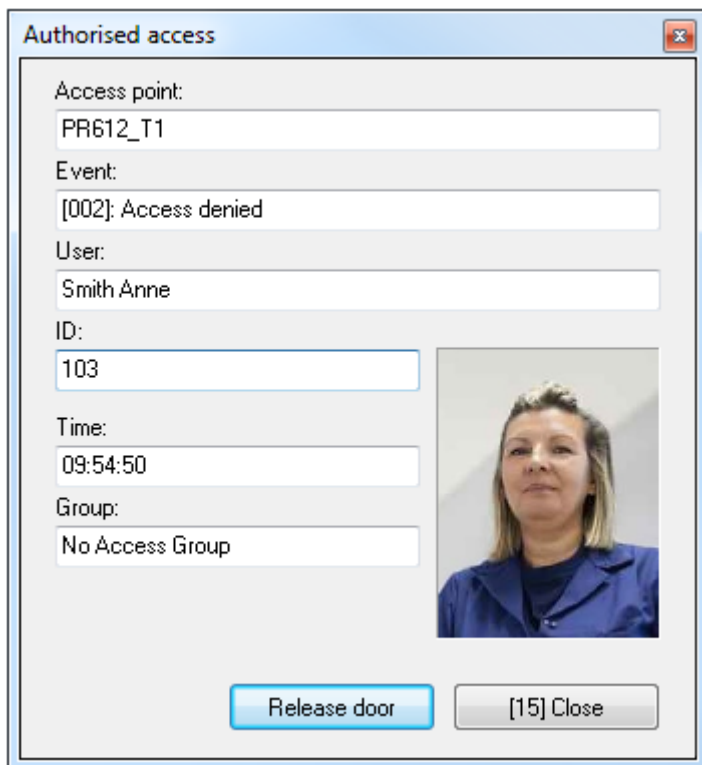 Authorised access
Access point:
PR612_T1
Event:
[002]: Access denied
User:
Smith Anne
ID:
103
Time:
09:54:50
Group:
No Access Group
Release door
[15] Close